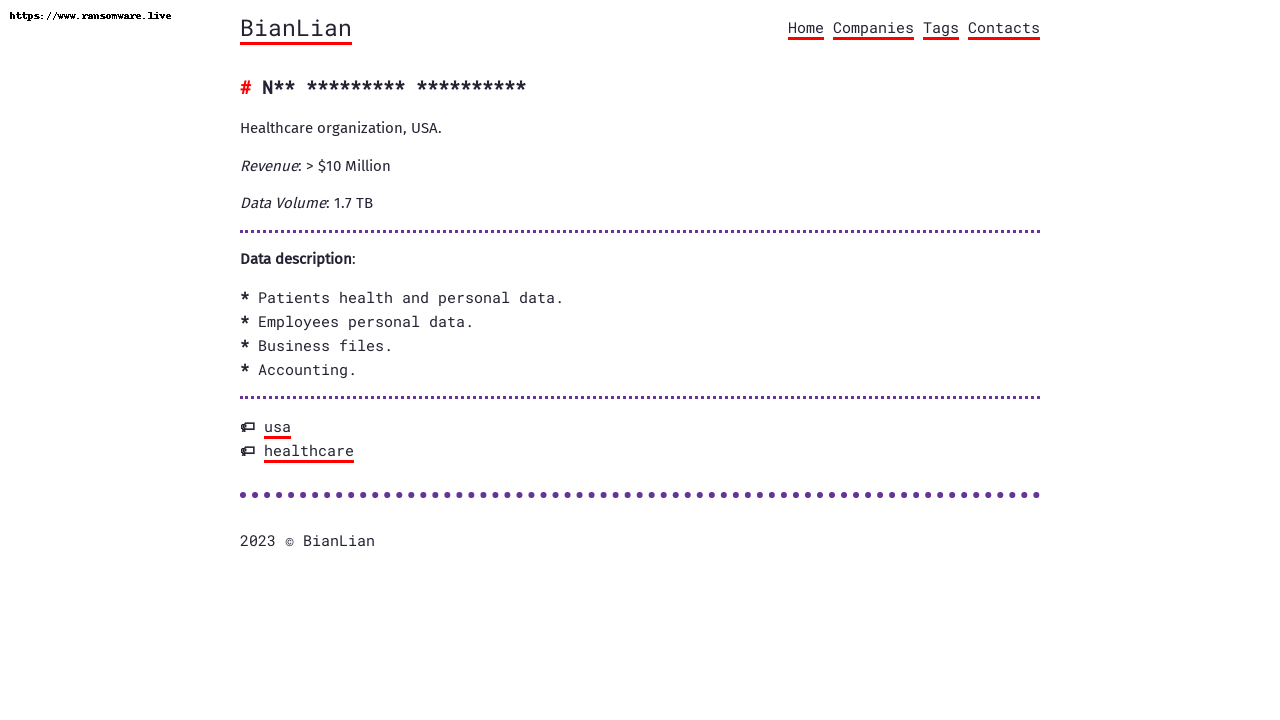 https://www.ransomware.live
BianLian
Home Companies Tags Contacts
# N** ********* **********
Healthcare organization, USA.
Revenue: > $10 Million
Data Volume: 1.7 TB
Data description:
* Patients health and personal data.
* Employees personal data.
* Business files.
* Accounting.
usa
healthcare
2023 © BianLian